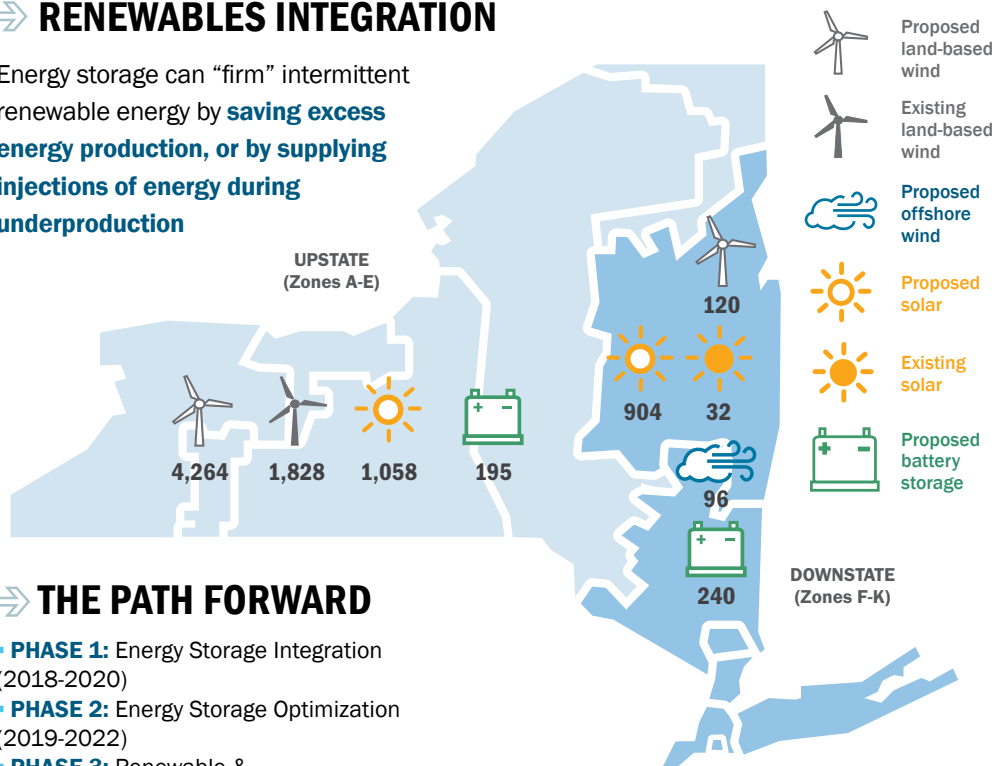 RENEWABLES INTEGRATION
Energy storage can “firm” intermittent
renewable energy by saving excess
energy production, or by supplying
injections of energy during
underproduction
UPSTATE
(Zones A-E)
4,264
1,828
1,058
195
120
904
32
96
240
DOWNSTATE
(Zones F-K)
Proposed
land-based
wind
Existing
land-based
wind
Proposed
offshore
wind
Proposed
solar
Existing
solar
Proposed
battery
storage
THE PATH FORWARD
PHASE 1: Energy Storage Integration
(2018-2020)
PHASE 2: Energy Storage Optimization
(2019-2022)
PHASE 3: Renewable &